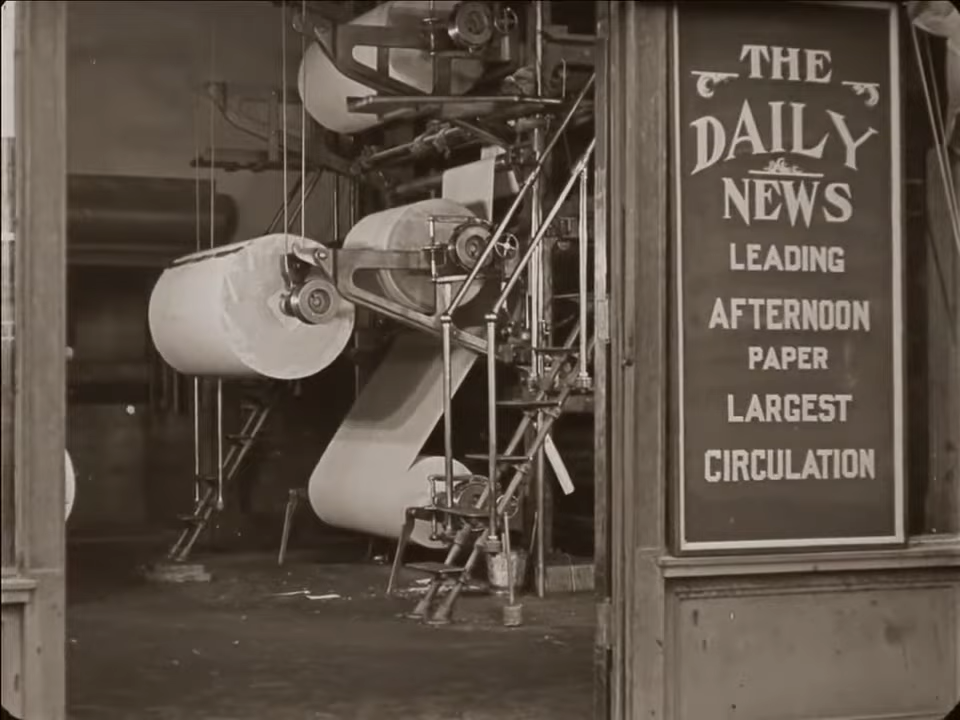 THE
DAILY
NEWS
LEADING
AFTERNOON
PAPER
LARGEST
CIRCULATION